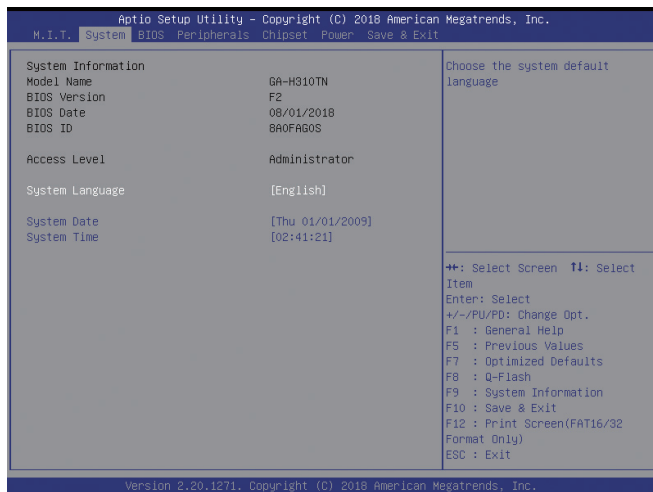 Aptio Setup Utility – Copyright (C) 2018 American Megatrends, Inc.
M.I.T. System BIOS Peripherals Chipset Power Save & Exit
System Information
Model Name GA-H310TN
BIOS Version F2
BIOS Date 08/01/2018
BIOS ID 8A0FAG0S
Access Level Administrator
System Language [English]
System Date [Thu 01/01/2009]
System Time [02:41:21]
Choose the system default
language
→←: Select Screen ↑↓: Select
Item
Enter: Select
+/-/PU/PD: Change Opt.
F1 : General Help
F5 : Previous Values
F7 : Optimized Defaults
F8 : Q-Flash
F9 : System Information
F10 : Save & Exit
F12 : Print Screen(FAT16/32
Format Only)
ESC : Exit
Version 2.20.1271. Copyright (C) 2018 American Megatrends, Inc.